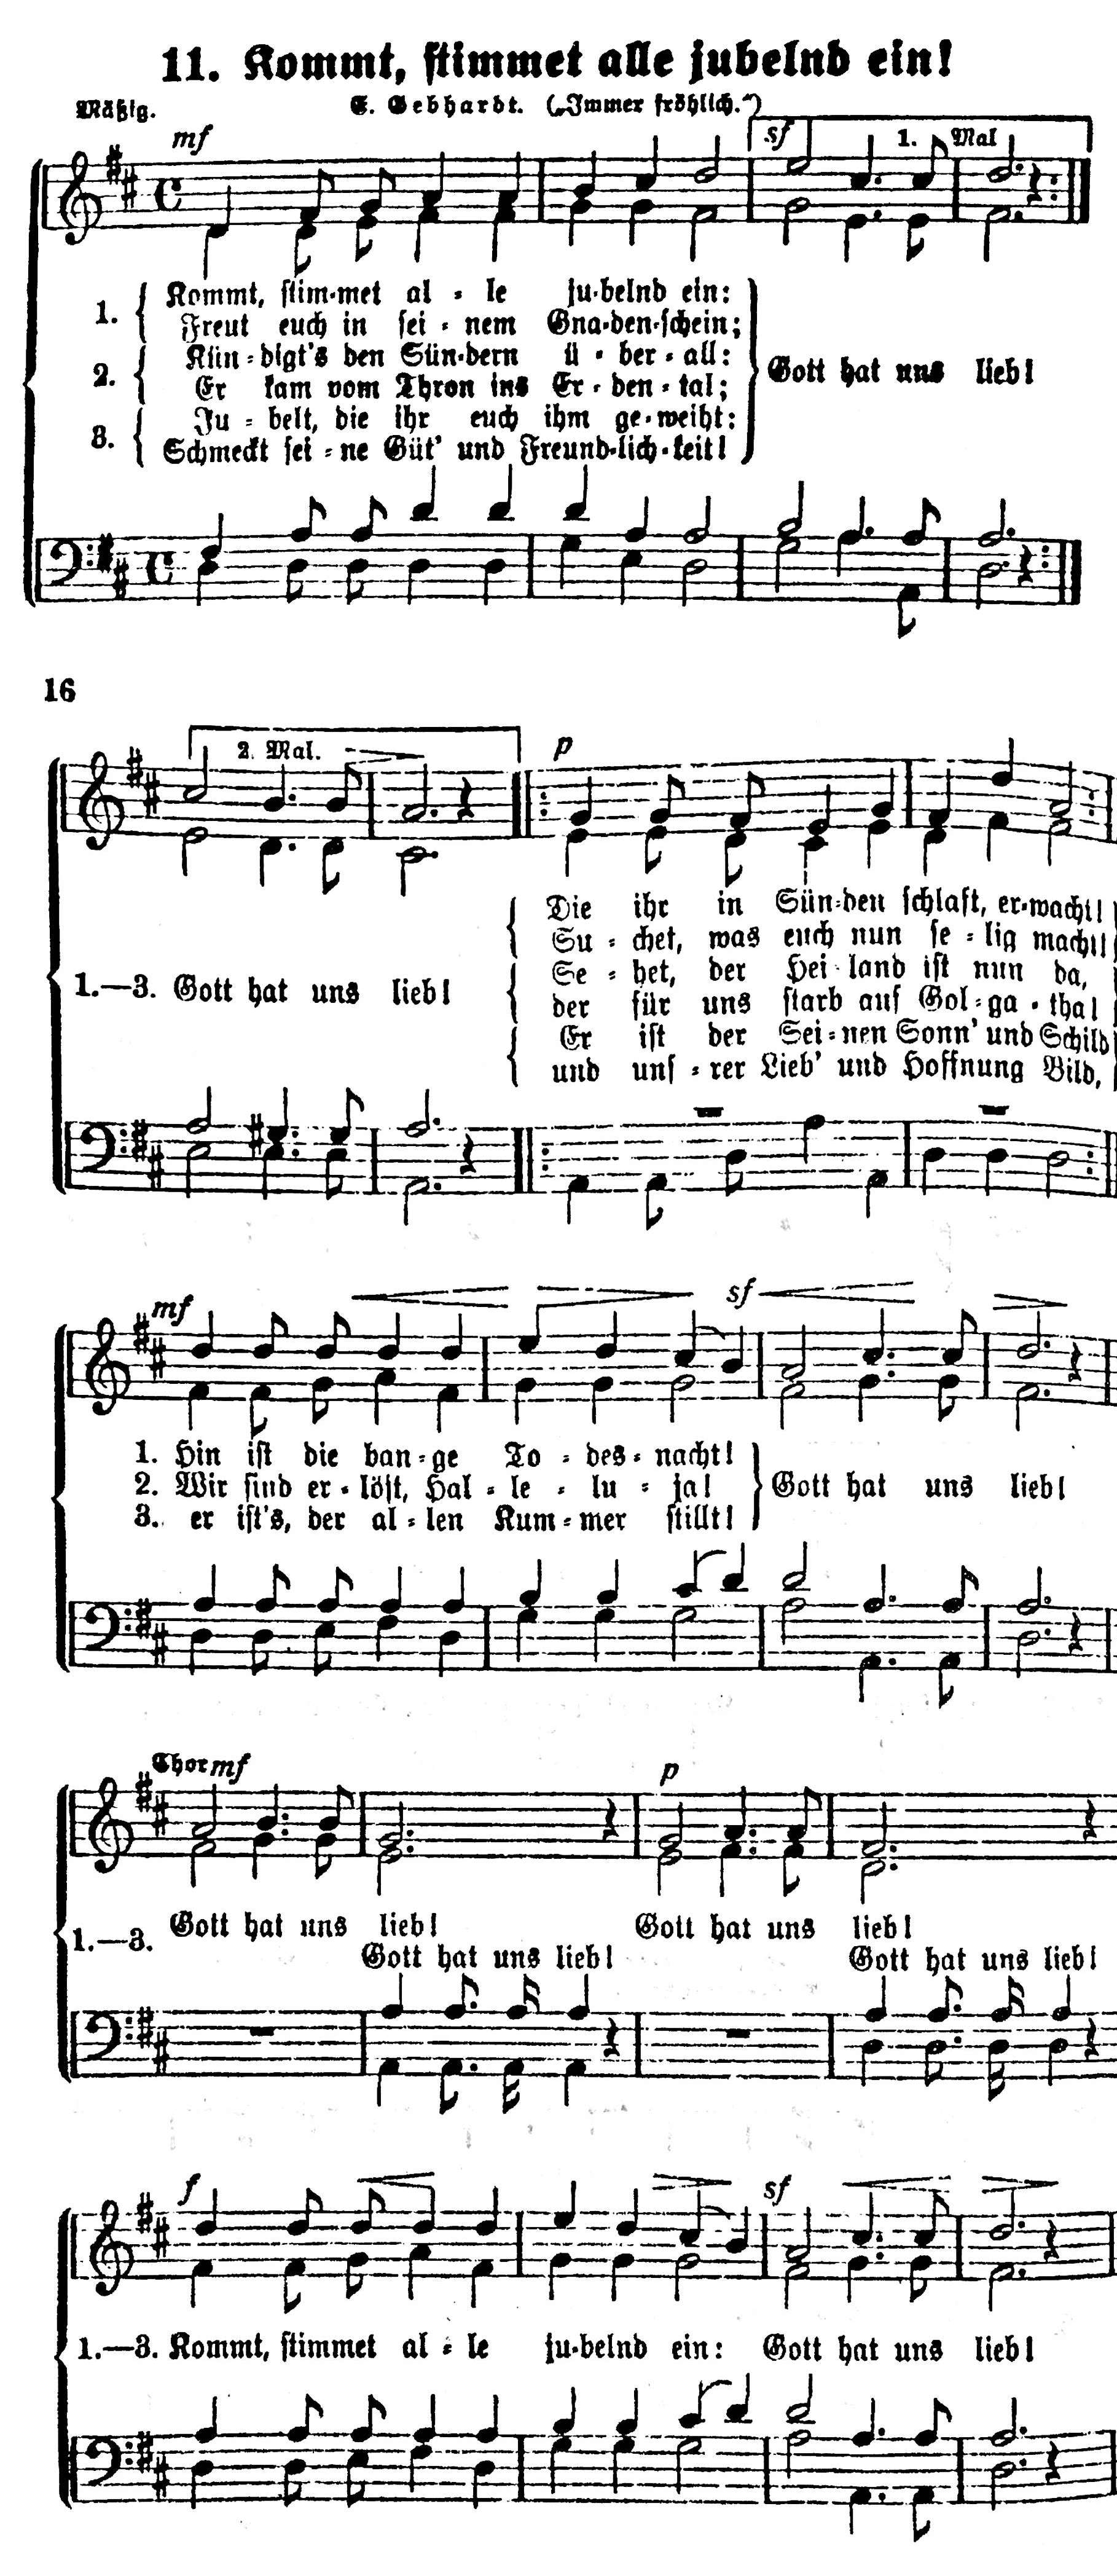 11. Kommt, stimmet alle jubelnd ein!
Mäßig.
E. Gebhardt. („Immer fröhlich.“)
mf
sf
1. Mal
1. Kommt, stim-met al - le ju-belnd ein:
Freut euch in sei - nem Gna-den-schein;
2. Kün - digt's den Sün-dern ü - ber - all:
Er kam vom Thron ins Er - den - tal;
3. Ju - belt, die ihr euch ihm ge-weiht:
Schmeckt sei - ne Güt' und Freund-lich-keit!
Gott hat uns lieb!
16
2. Mal.
p
1.—3. Gott hat uns lieb!
Die ihr in Sün-den schlaft, er-wacht!
Su - chet, was euch nun se - lig macht!
Se - het, der Hei-land ist nun da,
der für uns starb auf Gol - ga - tha!
Er ist der Sei-nen Sonn' und Schild
und uns - rer Lieb' und Hoffnung Bild,
mf
sf
1. Hin ist die ban-ge To - des - nacht!
2. Wir sind er - löst, Hal - le - lu - ja!
3. er ist's, der al - len Kum - mer stillt!
Gott hat uns lieb!
Chor mf
p
1.—3. Gott hat uns lieb! Gott hat uns lieb!
Gott hat uns lieb! Gott hat uns lieb!
f
sf
1.—3. Kommt, stimmet al - le ju-belnd ein: Gott hat uns lieb!